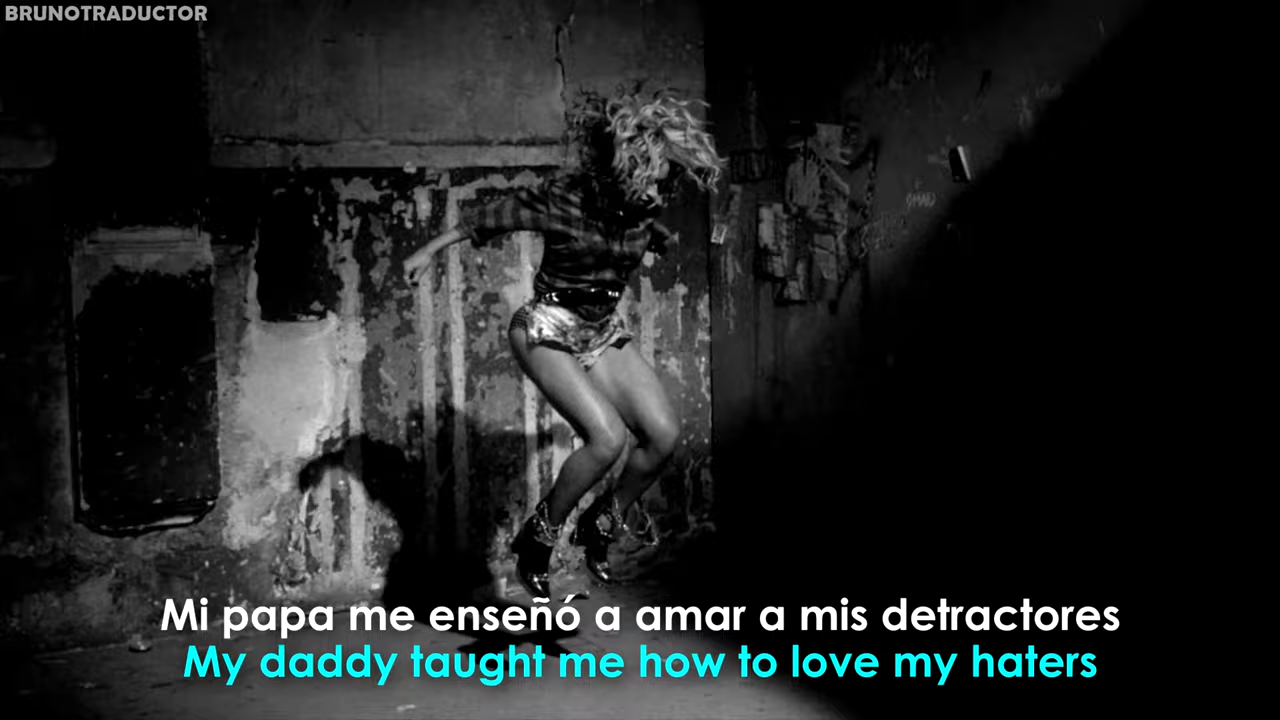 BRUNOTRADUCTOR
Mi papa me enseñó a amar a mis detractores
My daddy taught me how to love my haters